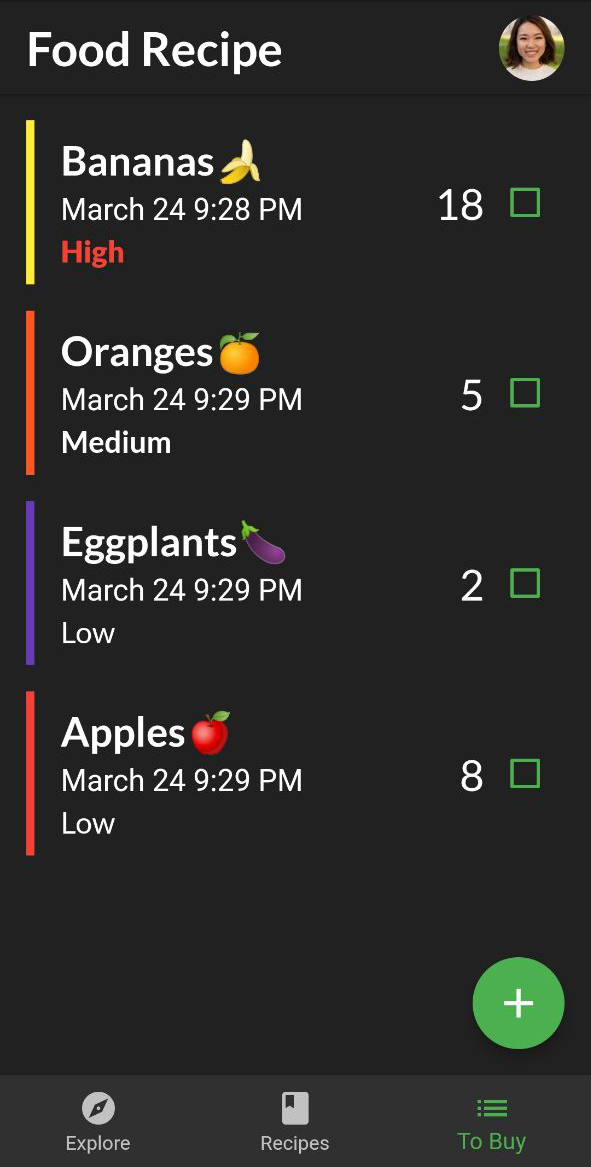 Food Recipe
Bananas🍌
March 24 9:28 PM
High
18
Oranges🍊
March 24 9:29 PM
Medium
5
Eggplants🍆
March 24 9:29 PM
Low
2
Apples🍎
March 24 9:29 PM
Low
8
+
Explore
Recipes
To Buy